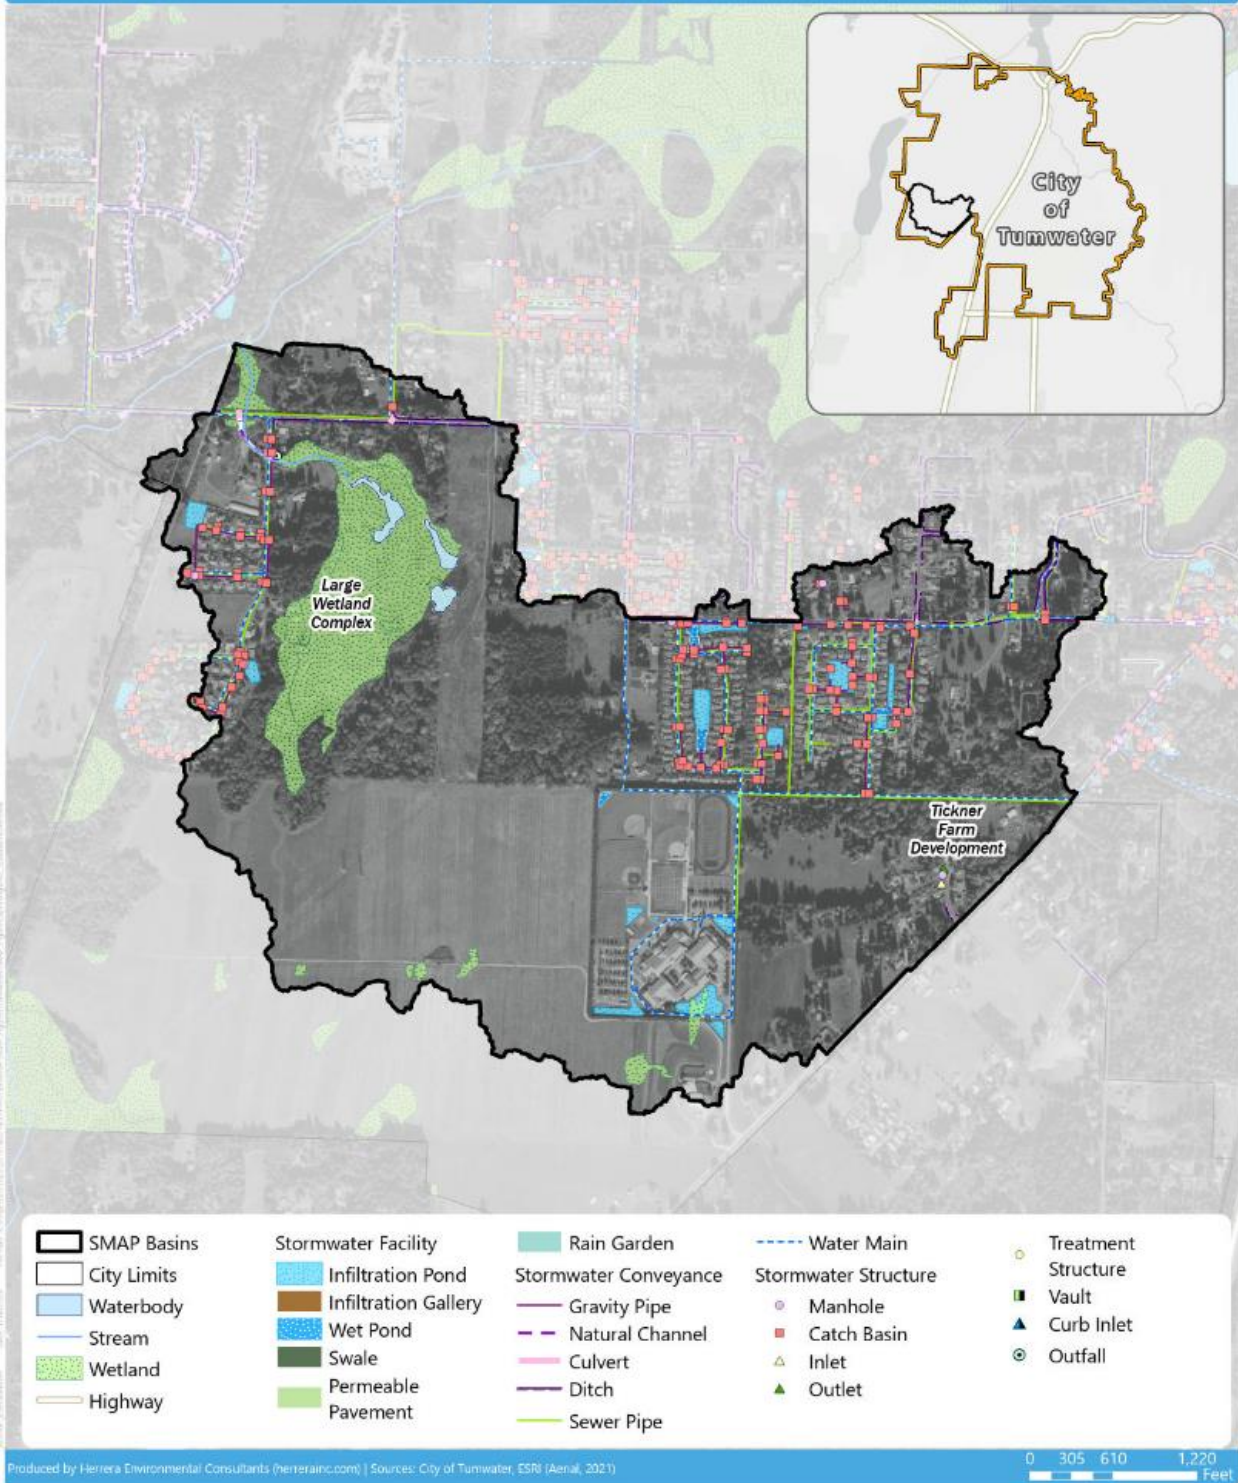 City
of
Tumwater
Large
Wetland
Complex
Tickner
Farm
Development
SMAP Basins
City Limits
Waterbody
Stream
Wetland
Highway
Stormwater Facility
Infiltration Pond
Infiltration Gallery
Wet Pond
Swale
Permeable
Pavement
Rain Garden
Stormwater Conveyance
Gravity Pipe
Natural Channel
Culvert
Ditch
Sewer Pipe
Water Main
Stormwater Structure
Manhole
Catch Basin
Inlet
Outlet
Treatment
Structure
Vault
Curb Inlet
Outfall
Produced by Herrera Environmental Consultants (herrerainc.com) | Sources: City of Tumwater, ESRI (Aerial, 2021)
0 305 610 1,220
Feet